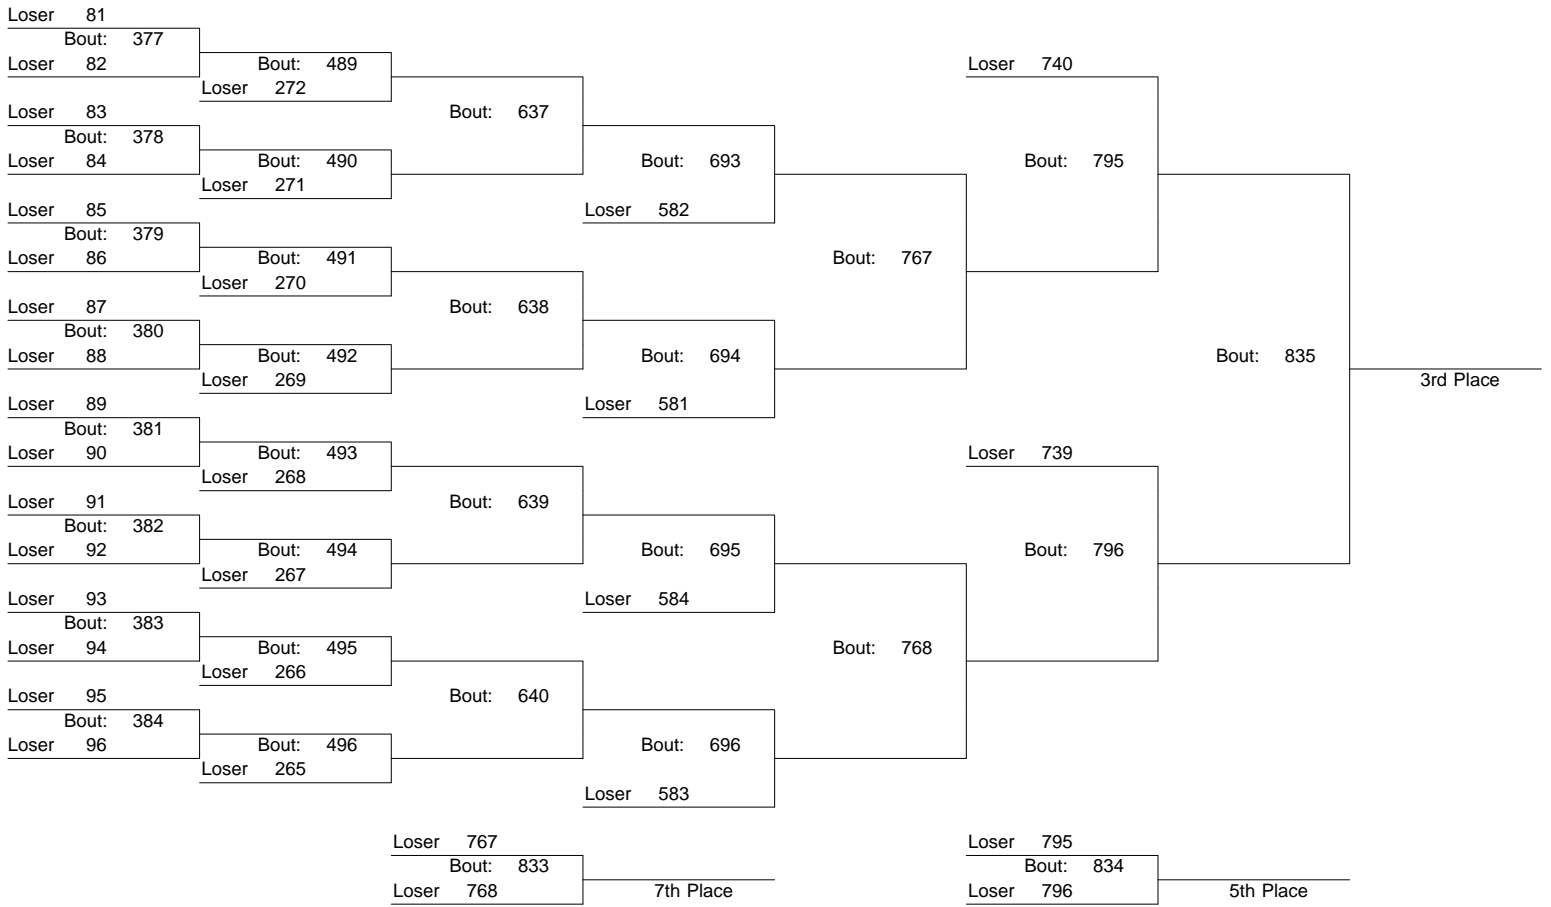 Loser 81
Bout: 377
Loser 82 Bout: 489 Loser 740
Loser 272
Loser 83 Bout: 637
Bout: 378
Loser 84 Bout: 490 Bout: 693 Bout: 795
Loser 271
Loser 85 Loser 582
Bout: 379
Loser 86 Bout: 491 Bout: 767
Loser 270
Loser 87 Bout: 638
Bout: 380
Loser 88 Bout: 492 Bout: 694 Bout: 835
Loser 269 3rd Place
Loser 89 Loser 581
Bout: 381
Loser 90 Bout: 493 Loser 739
Loser 268
Loser 91 Bout: 639
Bout: 382
Loser 92 Bout: 494 Bout: 695 Bout: 796
Loser 267
Loser 93 Loser 584
Bout: 383
Loser 94 Bout: 495 Bout: 768
Loser 266
Loser 95 Bout: 640
Bout: 384
Loser 96 Bout: 496 Bout: 696
Loser 265
Loser 583
Loser 767 Loser 795
Bout: 833 Bout: 834
Loser 768 7th Place Loser 796 5th Place